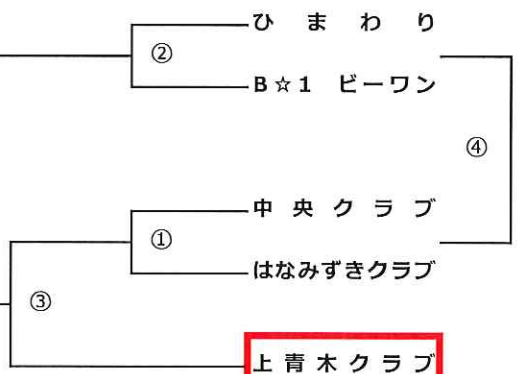 ひまわり
②
B☆1 ビーワン
④
中央クラブ
①
はなみずきクラブ
③
上青木クラブ